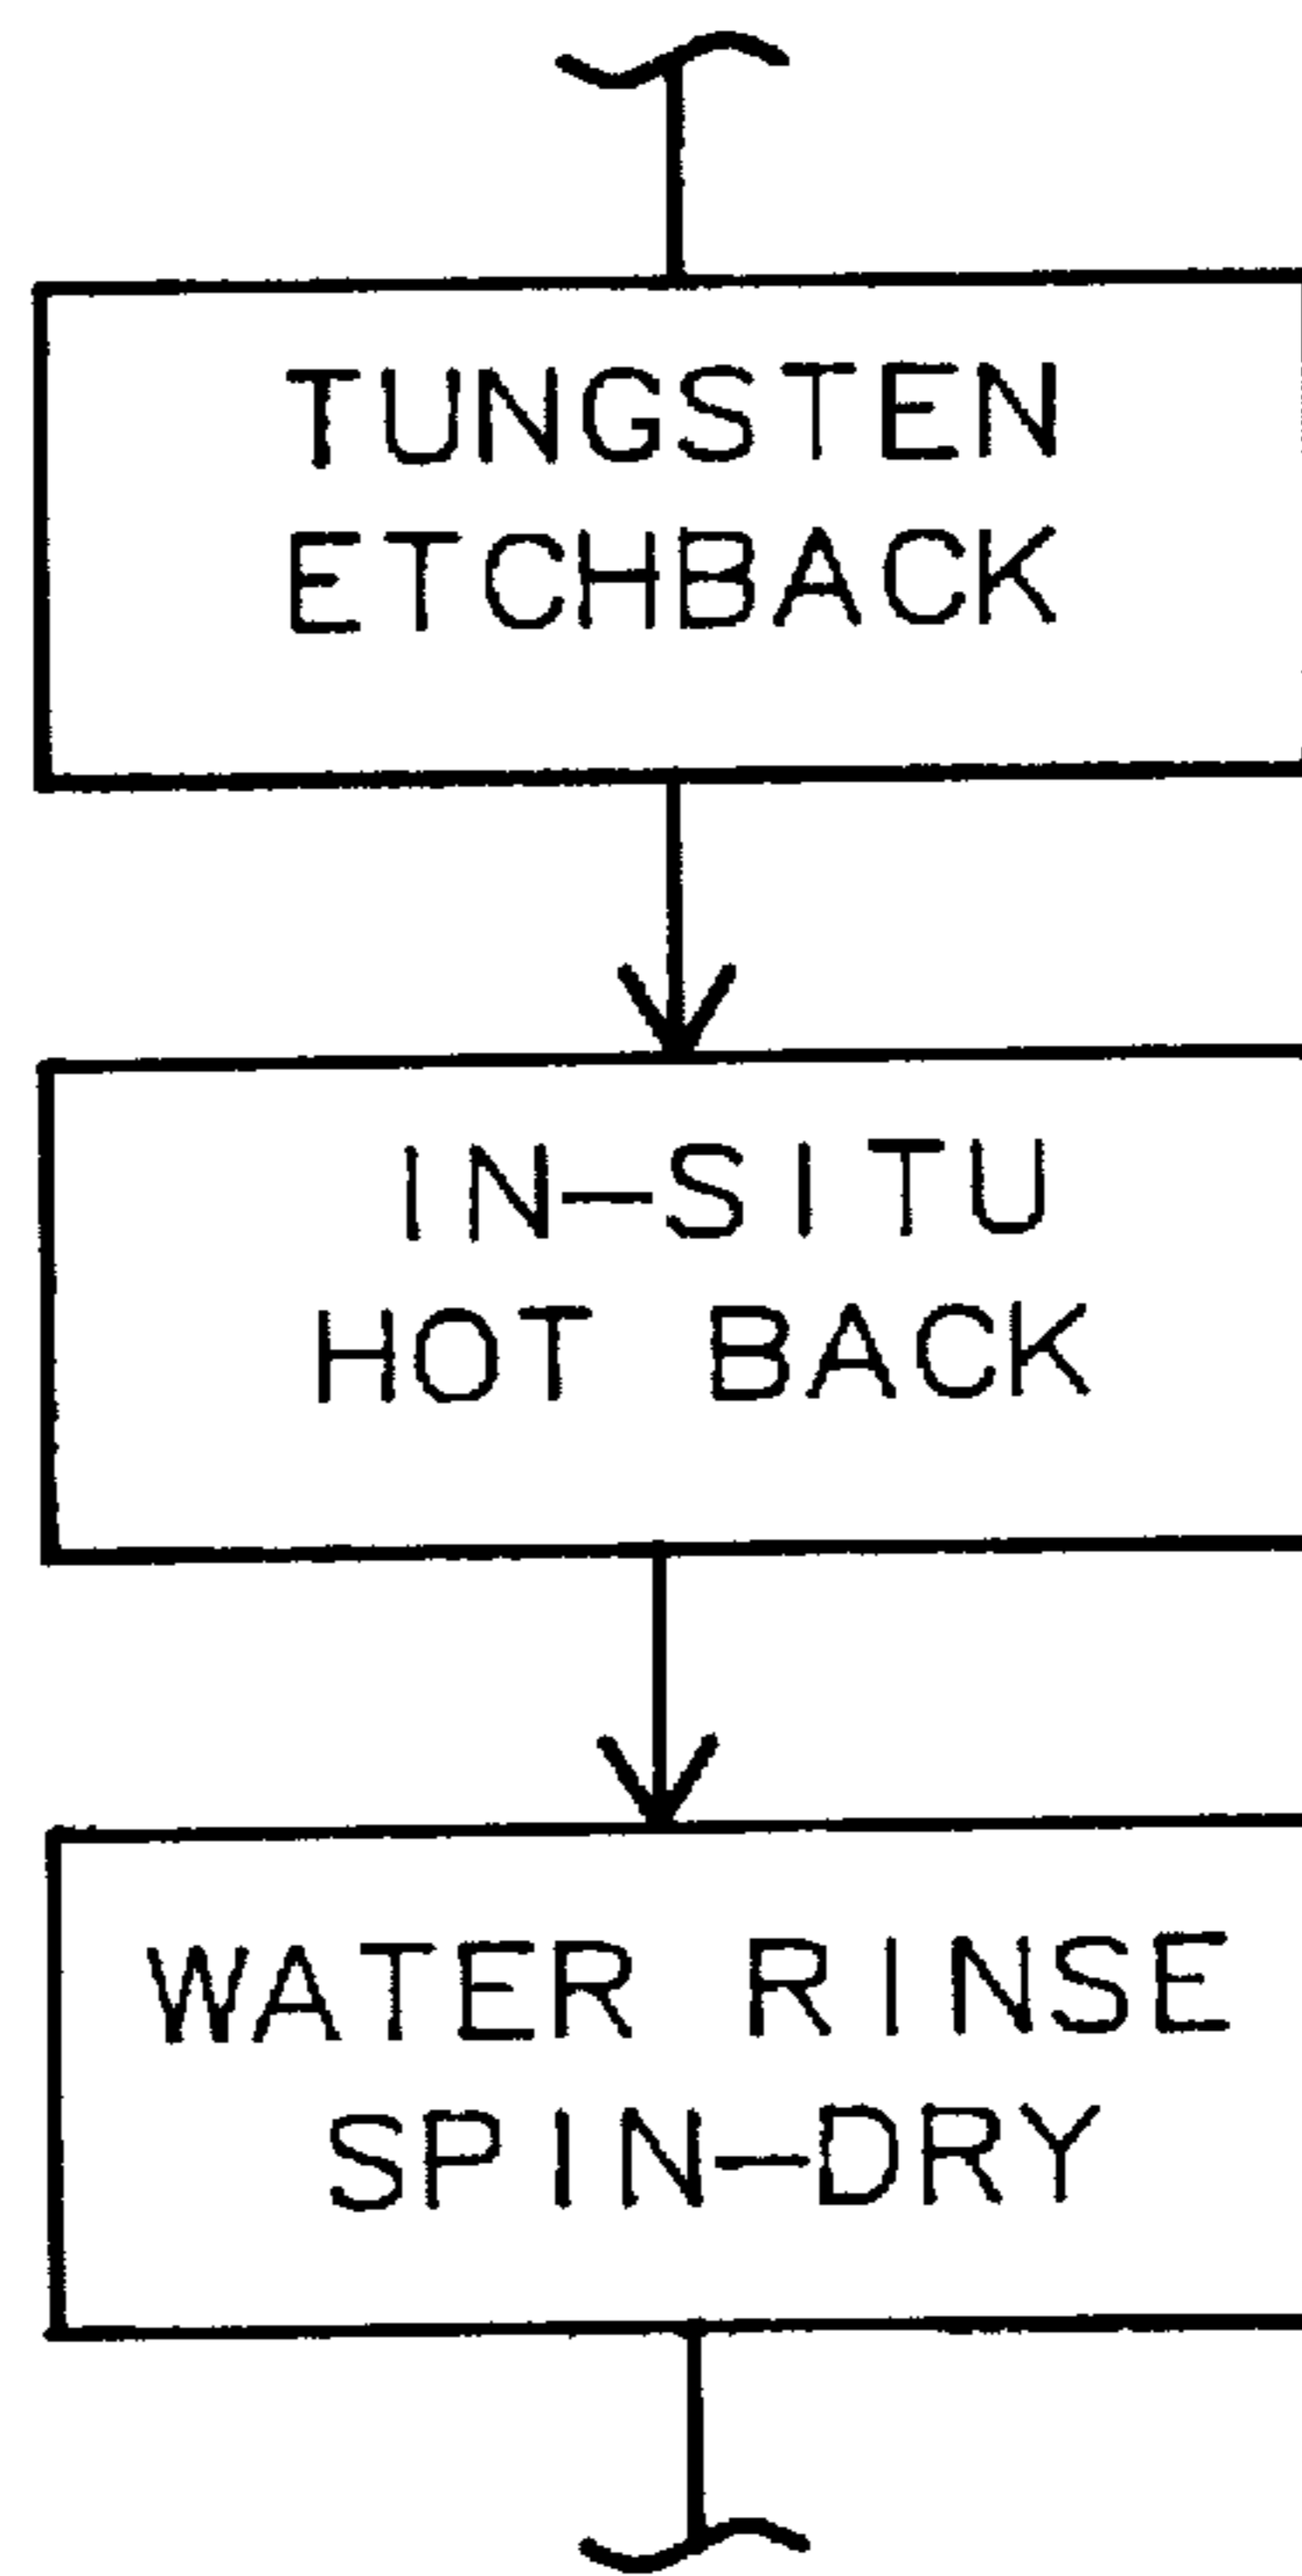 TUNGSTEN
ETCHBACK
IN-SITU
HOT BACK
WATER RINSE
SPIN-DRY